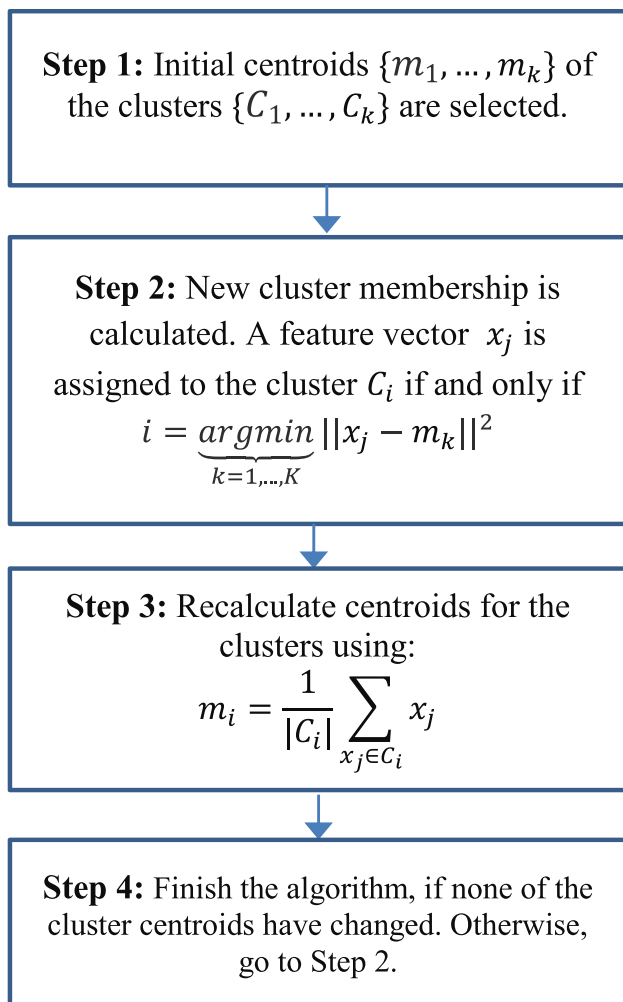 Step 1: Initial centroids {m₁, ..., mₖ} of
the clusters {C₁, ..., Cₖ} are selected.
Step 2: New cluster membership is
calculated. A feature vector xⱼ is
assigned to the cluster Cᵢ if and only if
i = argmin ||xⱼ − mₖ||²
k=1,...,K
Step 3: Recalculate centroids for the
clusters using:
mᵢ = 1/|Cᵢ| ∑ xⱼ
xⱼ∈Cᵢ
Step 4: Finish the algorithm, if none of the
cluster centroids have changed. Otherwise,
go to Step 2.